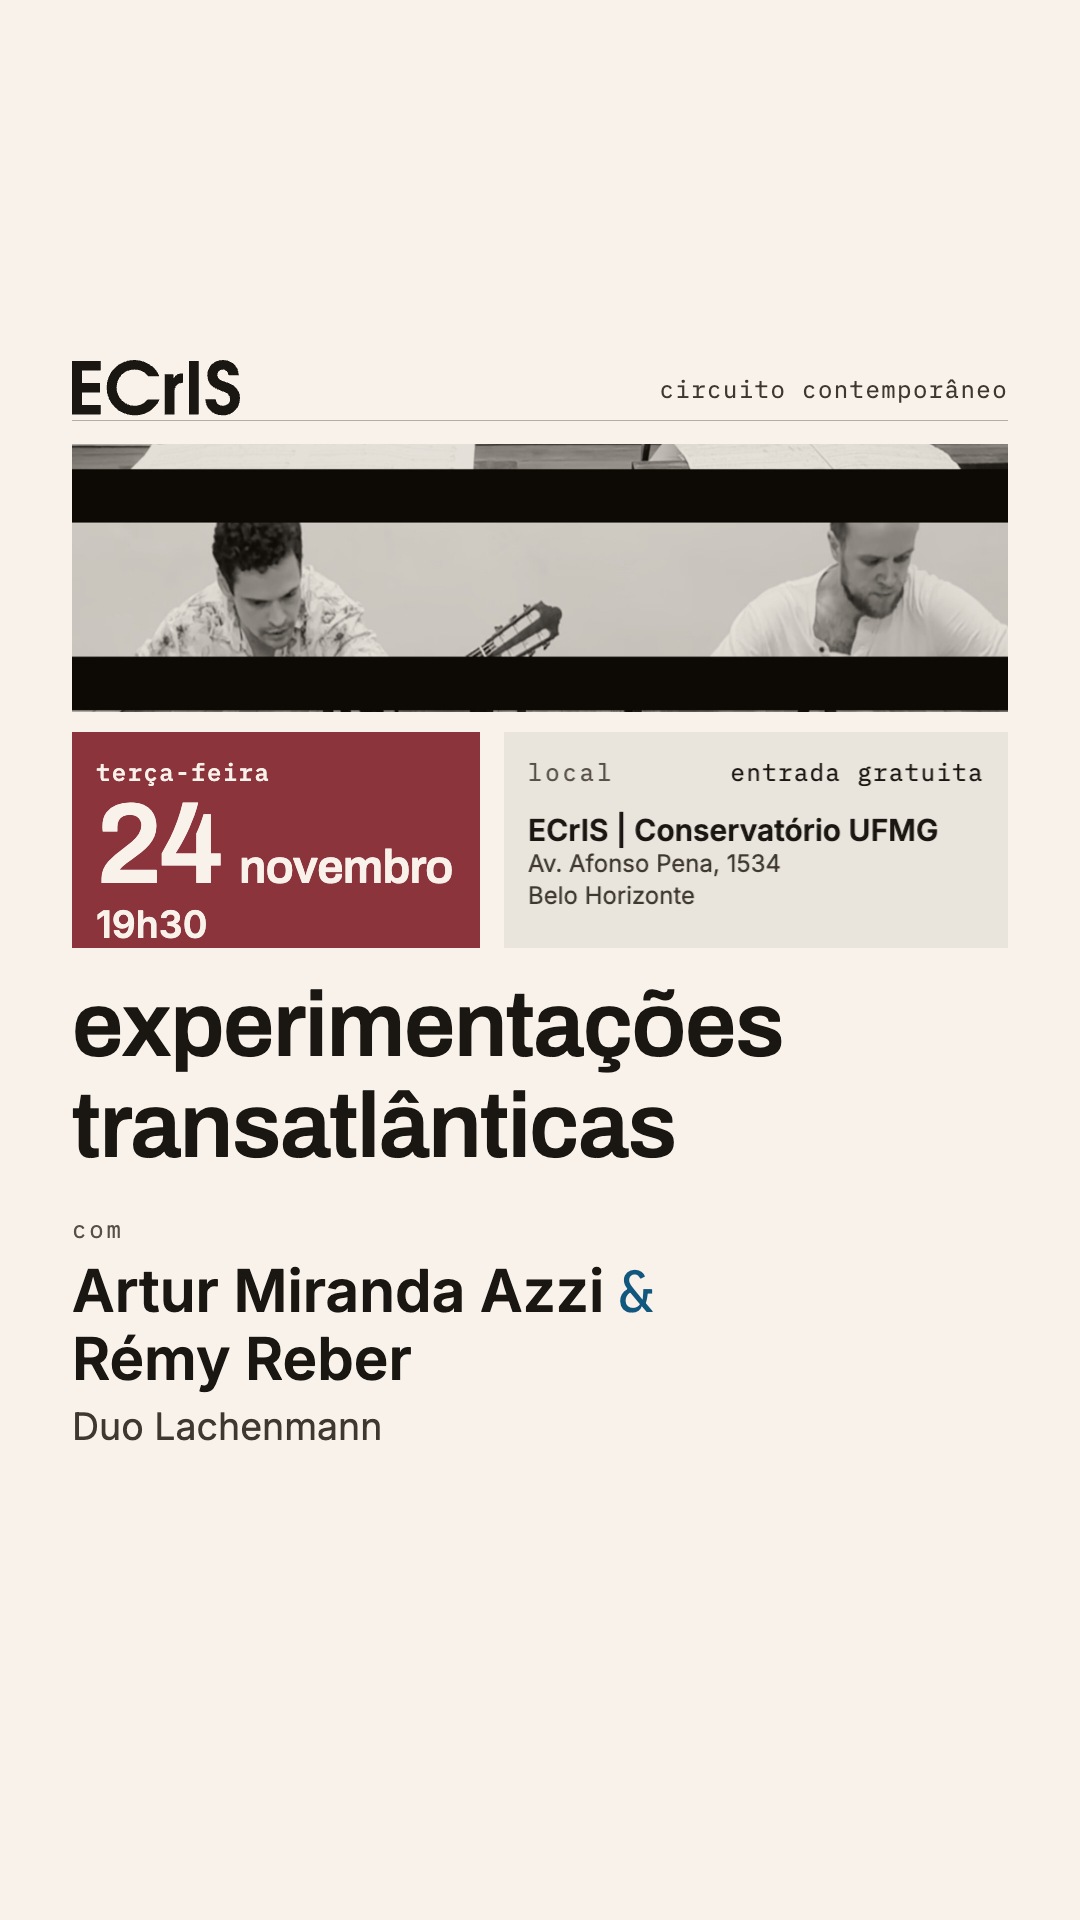 ECrIS
circuito contemporâneo
terça-feira
24 novembro
19h30
local
entrada gratuita
ECrIS | Conservatório UFMG
Av. Afonso Pena, 1534
Belo Horizonte
experimentações
transatlânticas
com
Artur Miranda Azzi &
Rémy Reber
Duo Lachenmann